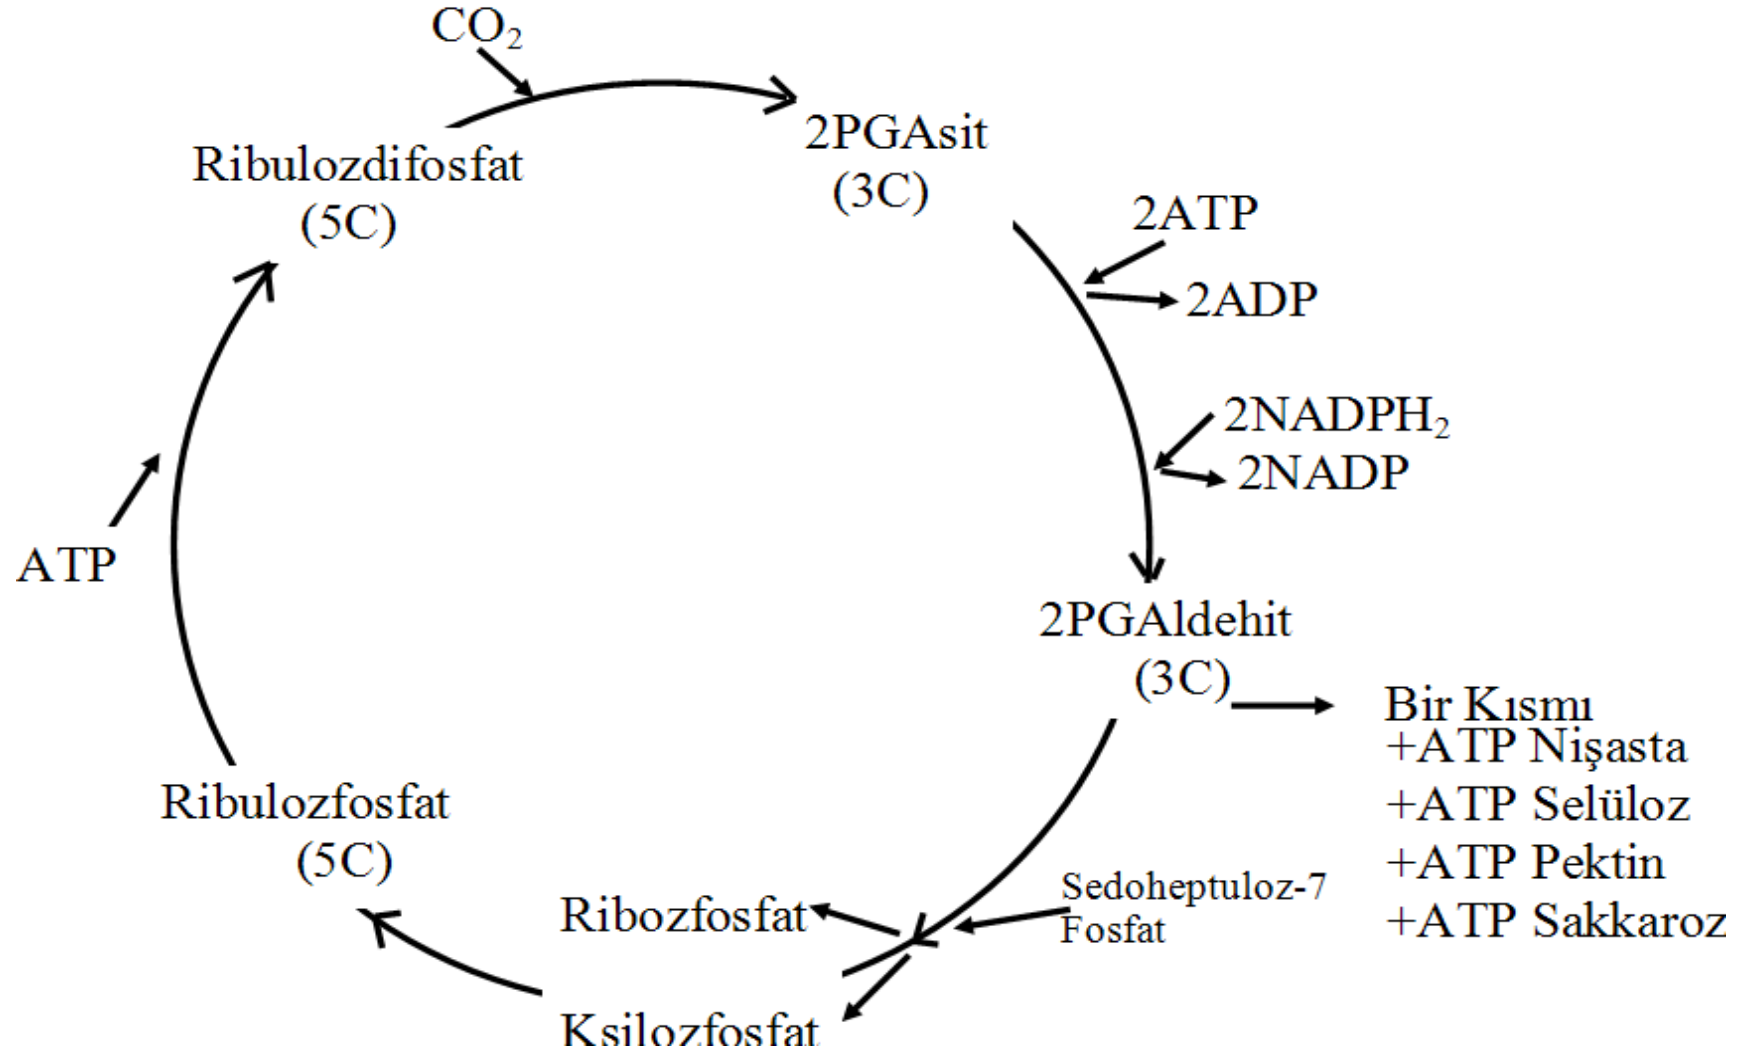 CO₂
2PGAsit
(3C)
Ribulozdifosfat
(5C)
2ATP
2ADP
2NADPH₂
2NADP
ATP
2PGAldehit
(3C)
Bir Kısmı
+ATP Nişasta
+ATP Selüloz
+ATP Pektin
+ATP Sakkaroz
Ribulozfosfat
(5C)
Sedoheptuloz-7
Fosfat
Ribozfosfat
Ksilozfosfat